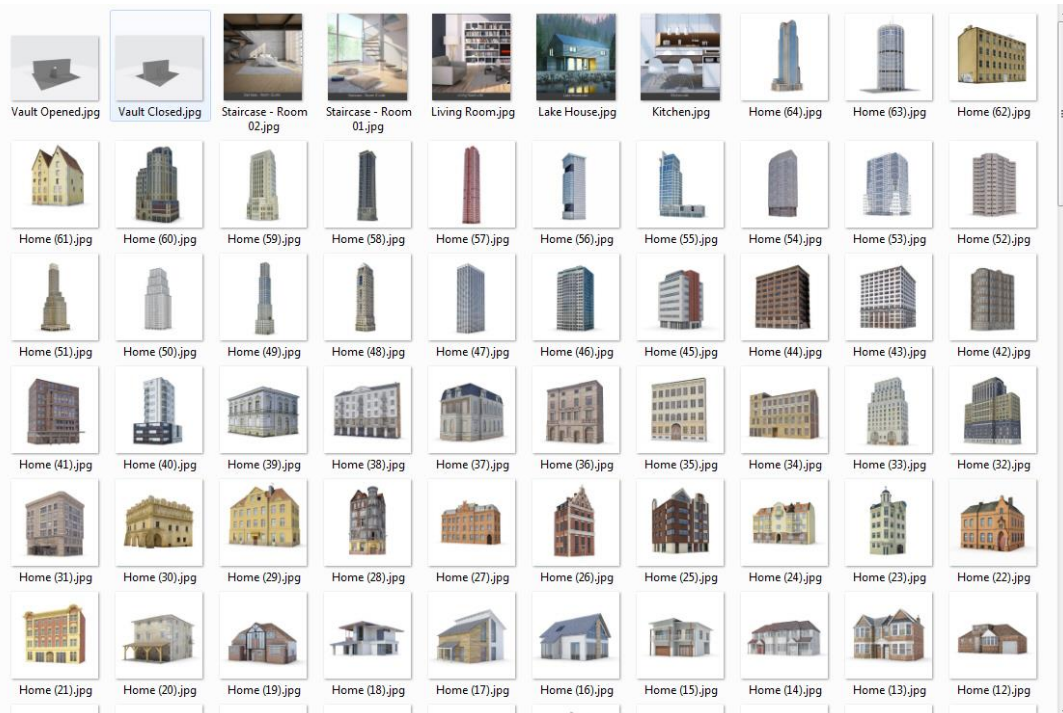 Vault Opened.jpg
Vault Closed.jpg
Staircase - Room
02.jpg
Staircase - Room
01.jpg
Living Room.jpg
Lake House.jpg
Kitchen.jpg
Home (64).jpg
Home (63).jpg
Home (62).jpg
Home (61).jpg
Home (60).jpg
Home (59).jpg
Home (58).jpg
Home (57).jpg
Home (56).jpg
Home (55).jpg
Home (54).jpg
Home (53).jpg
Home (52).jpg
Home (51).jpg
Home (50).jpg
Home (49).jpg
Home (48).jpg
Home (47).jpg
Home (46).jpg
Home (45).jpg
Home (44).jpg
Home (43).jpg
Home (42).jpg
Home (41).jpg
Home (40).jpg
Home (39).jpg
Home (38).jpg
Home (37).jpg
Home (36).jpg
Home (35).jpg
Home (34).jpg
Home (33).jpg
Home (32).jpg
Home (31).jpg
Home (30).jpg
Home (29).jpg
Home (28).jpg
Home (27).jpg
Home (26).jpg
Home (25).jpg
Home (24).jpg
Home (23).jpg
Home (22).jpg
Home (21).jpg
Home (20).jpg
Home (19).jpg
Home (18).jpg
Home (17).jpg
Home (16).jpg
Home (15).jpg
Home (14).jpg
Home (13).jpg
Home (12).jpg